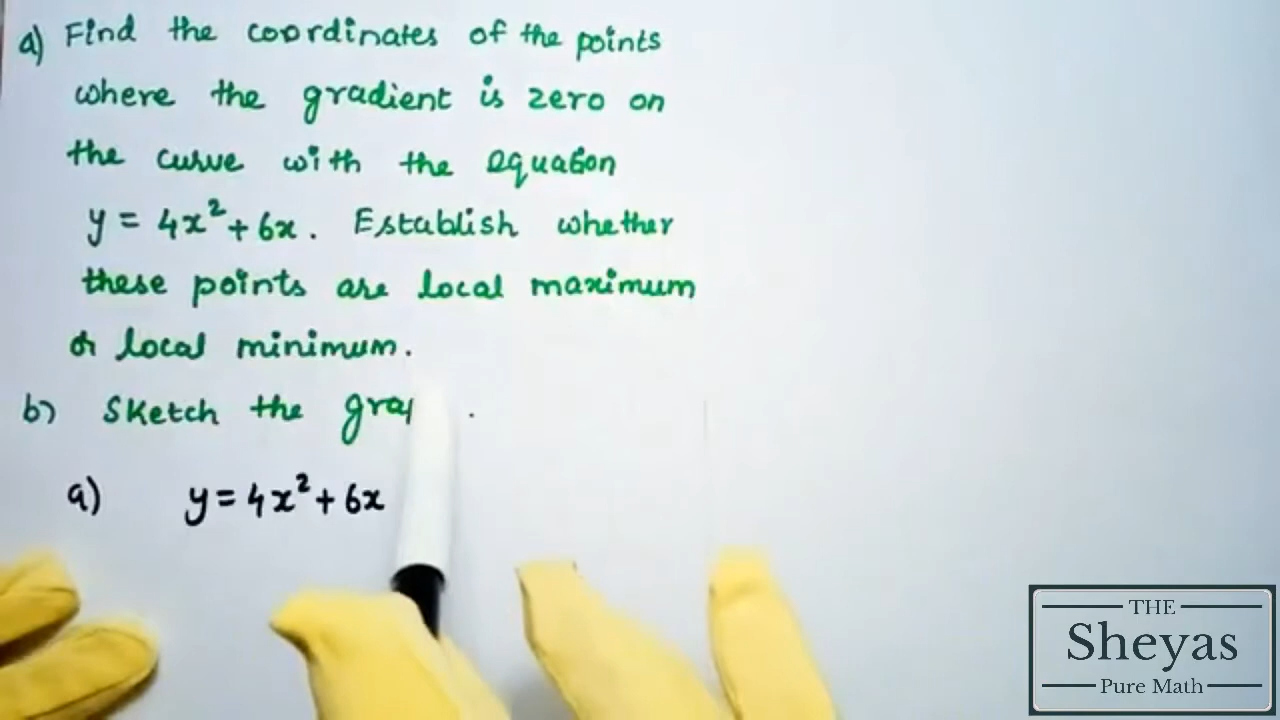 a) Find the coordinates of the points
where the gradient is zero on
the curve with the
y = 4x² + 6x. Establish whether
these points are local maximum
or local minimum.
b) Sketch the
a) y = 4x² + 6x
THE
Sheyas
Pure Math